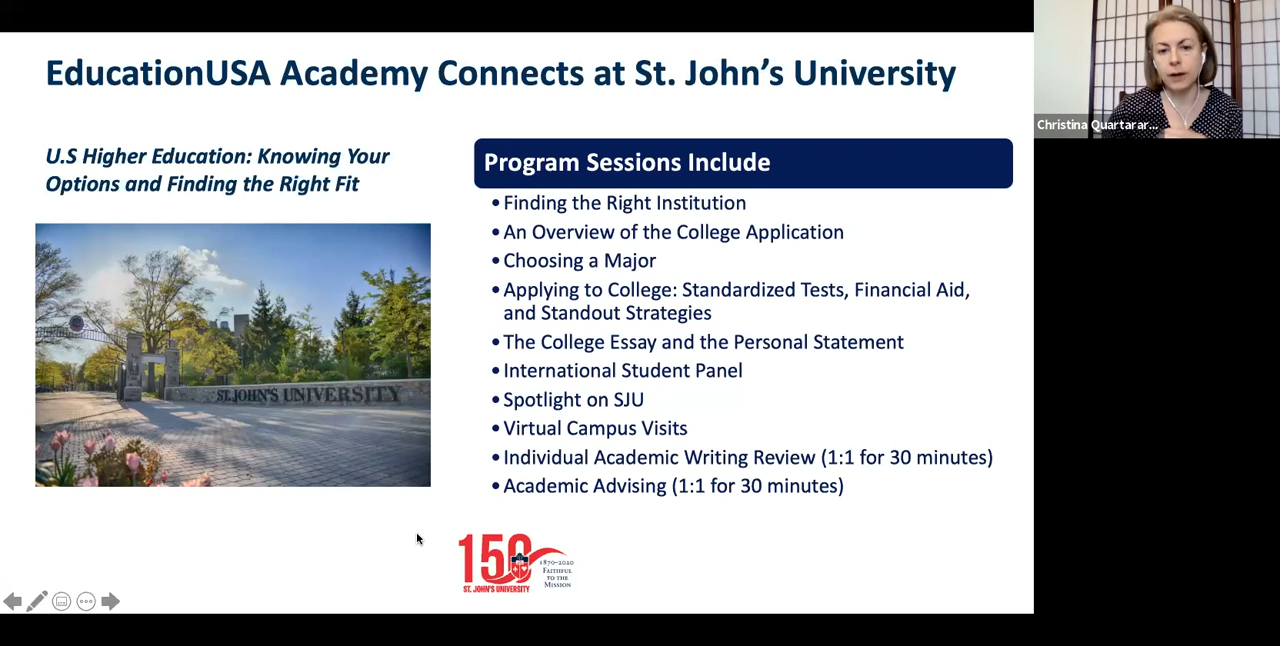 EducationUSA Academy Connects at St. John's University
U.S Higher Education: Knowing Your
Options and Finding the Right Fit
ST. JOHN'S UNIVERSITY
Program Sessions Include
• Finding the Right Institution
• An Overview of the College Application
• Choosing a Major
• Applying to College: Standardized Tests, Financial Aid,
and Standout Strategies
• The College Essay and the Personal Statement
• International Student Panel
• Spotlight on SJU
• Virtual Campus Visits
• Individual Academic Writing Review (1:1 for 30 minutes)
• Academic Advising (1:1 for 30 minutes)
150
ST. JOHN'S UNIVERSITY
1870-2020
FAITHFUL
TO THE
MISSION
Christina Quartarar...